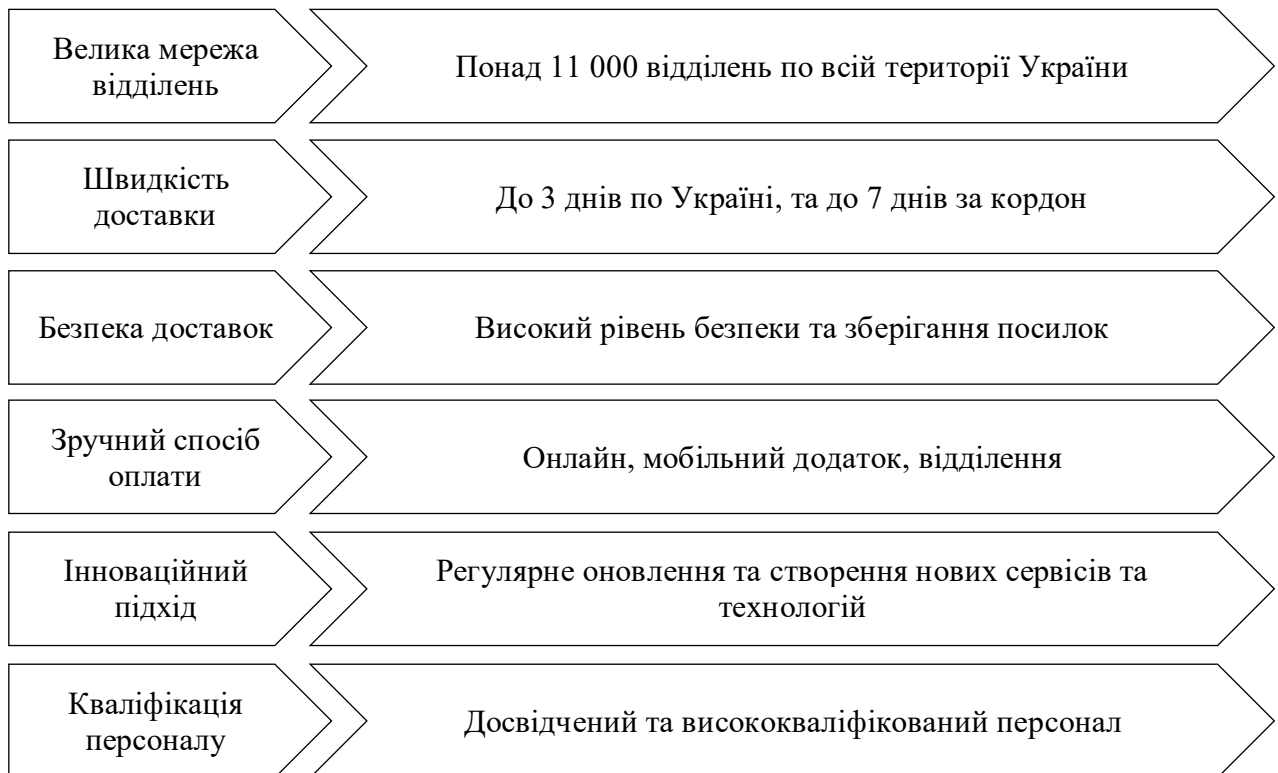 Велика мережа
відділень
Понад 11 000 відділень по всій території України
Швидкість
доставки
До 3 днів по Україні, та до 7 днів за кордон
Безпека доставок
Високий рівень безпеки та зберігання посилок
Зручний спосіб
оплати
Онлайн, мобільний додаток, відділення
Інноваційний
підхід
Регулярне оновлення та створення нових сервісів та
технологій
Кваліфікація
персоналу
Досвідчений та висококваліфікований персонал